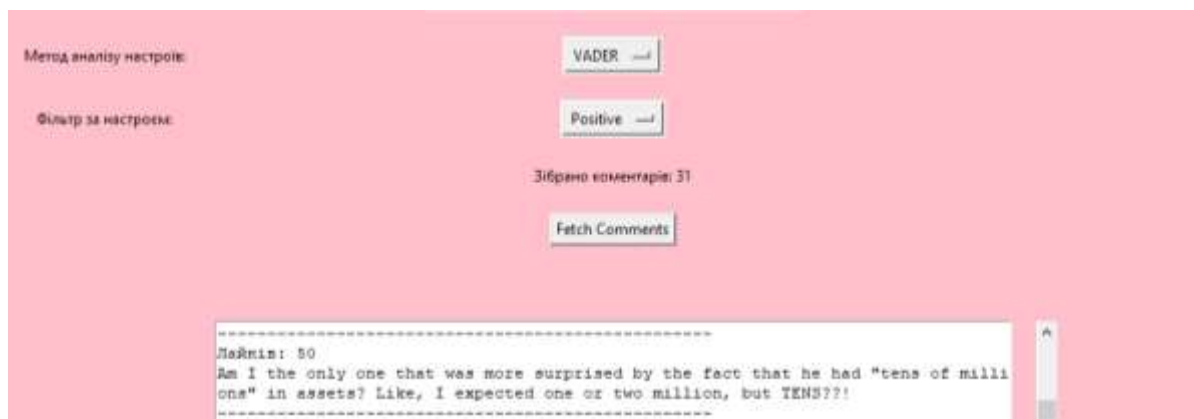 Метод аналізу настроїв:
VADER
Фільтр за настроєм:
Positive
Зібрано коментарів: 31
Fetch Comments
--------------------------------------------------
Лайків: 50
Am I the only one that was more surprised by the fact that he had "tens of milli
ons" in assets? Like, I expected one or two million, but TENS??!
--------------------------------------------------